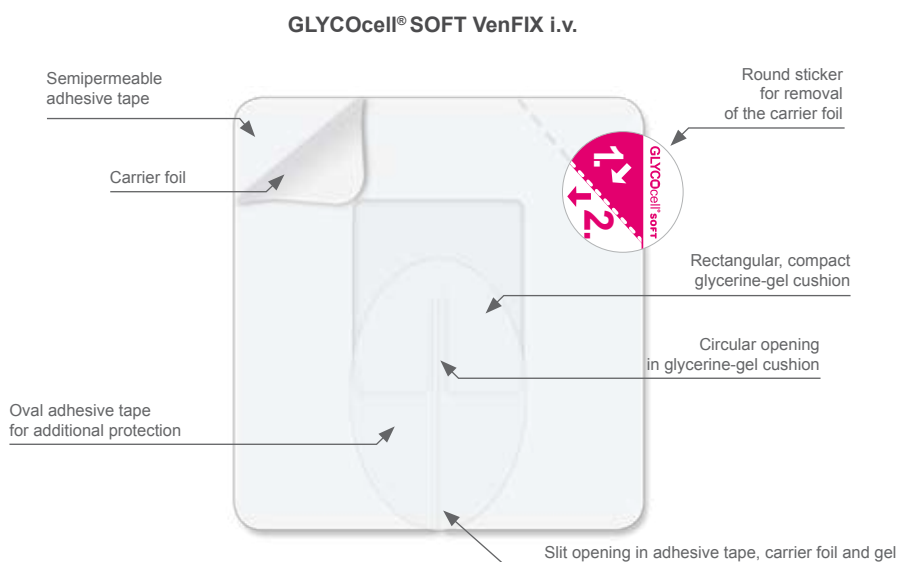 GLYCOcell® SOFT VenFIX i.v.
Semipermeable
adhesive tape
Round sticker
for removal
of the carrier foil
Carrier foil
1.
2.
GLYCOcell® SOFT
Rectangular, compact
glycerine-gel cushion
Circular opening
in glycerine-gel cushion
Oval adhesive tape
for additional protection
Slit opening in adhesive tape, carrier foil and gel